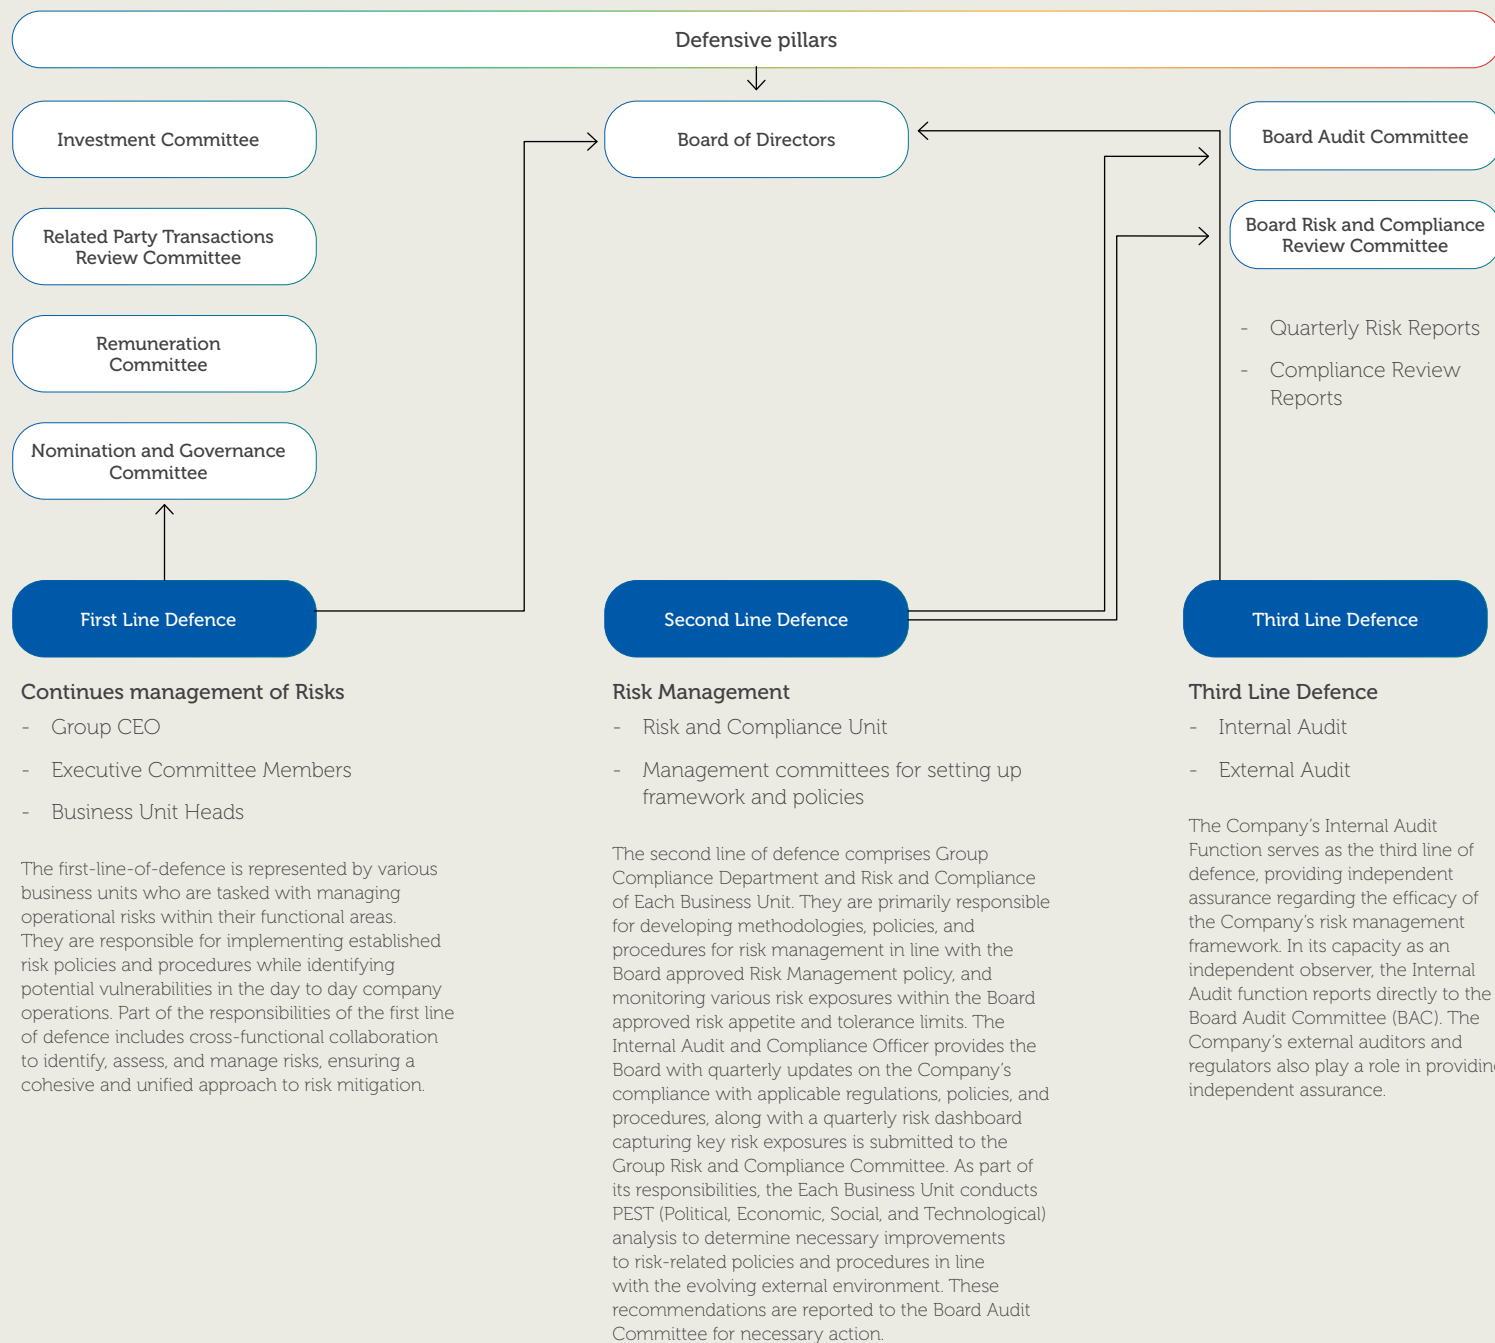 Defensive pillars
Investment Committee
Board of Directors
Board Audit Committee
Related Party Transactions
Review Committee
Board Risk and Compliance
Review Committee
Remuneration
Committee
- Quarterly Risk Reports
- Compliance Review
Reports
Nomination and Governance
Committee
First Line Defence
Second Line Defence
Third Line Defence
Continues management of Risks
- Group CEO
- Executive Committee Members
- Business Unit Heads
The first-line-of-defence is represented by various
business units who are tasked with managing
operational risks within their functional areas.
They are responsible for implementing established
risk policies and procedures while identifying
potential vulnerabilities in the day to day company
operations. Part of the responsibilities of the first line
of defence includes cross-functional collaboration
to identify, assess, and manage risks, ensuring a
cohesive and unified approach to risk mitigation.
Risk Management
- Risk and Compliance Unit
- Management committees for setting up
framework and policies
The second line of defence comprises Group
Compliance Department and Risk and Compliance
of Each Business Unit. They are primarily responsible
for developing methodologies, policies, and
procedures for risk management in line with the
Board approved Risk Management policy, and
monitoring various risk exposures within the Board
approved risk appetite and tolerance limits. The
Internal Audit and Compliance Officer provides the
Board with quarterly updates on the Company's
compliance with applicable regulations, policies, and
procedures, along with a quarterly risk dashboard
capturing key risk exposures is submitted to the
Group Risk and Compliance Committee. As part of
its responsibilities, the Each Business Unit conducts
PEST (Political, Economic, Social, and Technological)
analysis to determine necessary improvements
to risk-related policies and procedures in line
with the evolving external environment. These
recommendations are reported to the Board Audit
Committee for necessary action.
Third Line Defence
- Internal Audit
- External Audit
The Company's Internal Audit
Function serves as the third line of
defence, providing independent
assurance regarding the efficacy of
the Company's risk management
framework. In its capacity as an
independent observer, the Internal
Audit function reports directly to the
Board Audit Committee (BAC). The
Company's external auditors and
regulators also play a role in providin
independent assurance.